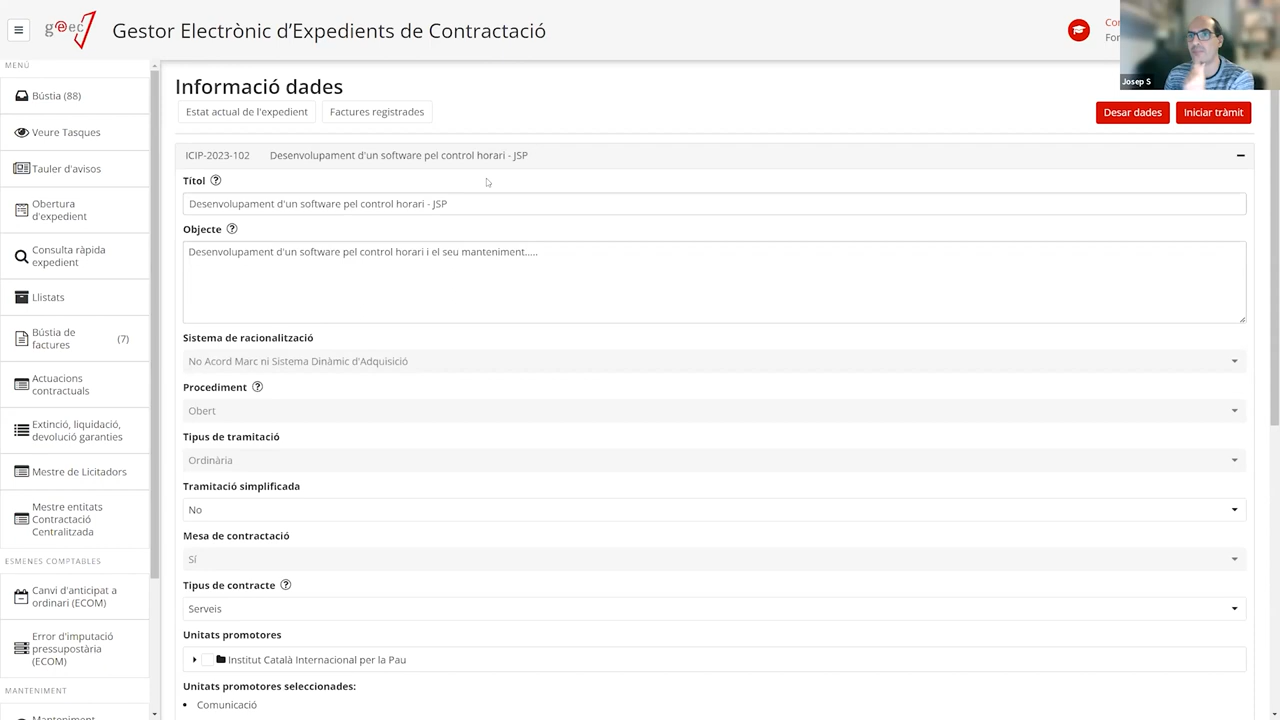 geec
Gestor Electrònic d'Expedients de Contractació
Josep S
MENÚ
Bústia (88)
Veure Tasques
Tauler d'avisos
Obertura
d'expedient
Consulta ràpida
expedient
Llistats
Bústia de
factures
(7)
Actuacions
contractuals
Extinció, liquidació,
devolució garanties
Mestre de Licitadors
Mestre entitats
Contractació
Centralitzada
ESMENES COMPTABLES
Canvi d'anticipat a
ordinari (ECOM)
Error d'imputació
pressupostària
(ECOM)
MANTENIMENT
Informació dades
Estat actual de l'expedient
Factures registrades
Desar dades
Iniciar tràmit
ICIP-2023-102 Desenvolupament d'un software pel control horari - JSP
Títol ?
Desenvolupament d'un software pel control horari - JSP
Objecte ?
Desenvolupament d'un software pel control horari i el seu manteniment.....
Sistema de racionalització
No Acord Marc ni Sistema Dinàmic d'Adquisició
Procediment ?
Obert
Tipus de tramitació
Ordinària
Tramitació simplificada
No
Mesa de contractació
Sí
Tipus de contracte ?
Serveis
Unitats promotores
Institut Català Internacional per la Pau
Unitats promotores seleccionades:
Comunicació